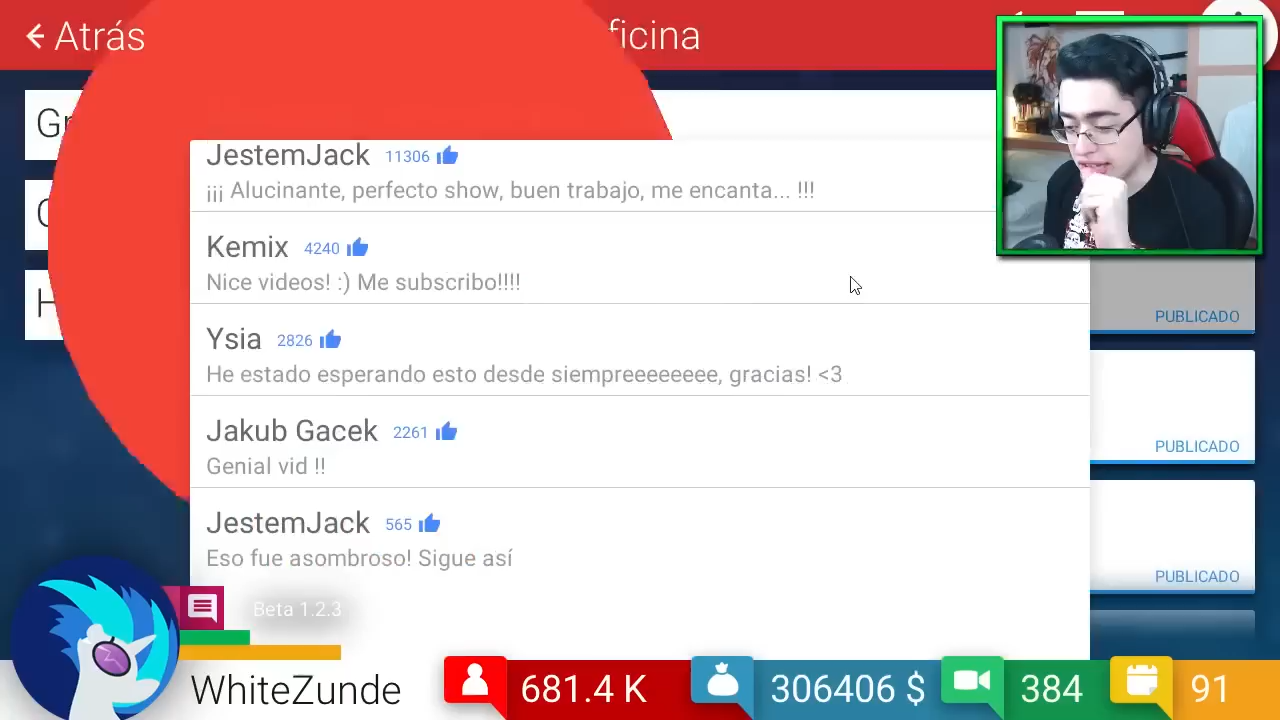 Atrás
ficina
JestemJack 11306
¡¡¡ Alucinante, perfecto show, buen trabajo, me encanta... !!!
Kemix 4240
Nice videos! :) Me subscribo!!!!
Ysia 2826
He estado esperando esto desde siempreeeeeeee, gracias! <3
Jakub Gacek 2261
Genial vid !!
JestemJack 565
Eso fue asombroso! Sigue así
PUBLICADO
PUBLICADO
PUBLICADO
Beta 1.2.3
WhiteZunde
681.4 K
306406 $
384
91